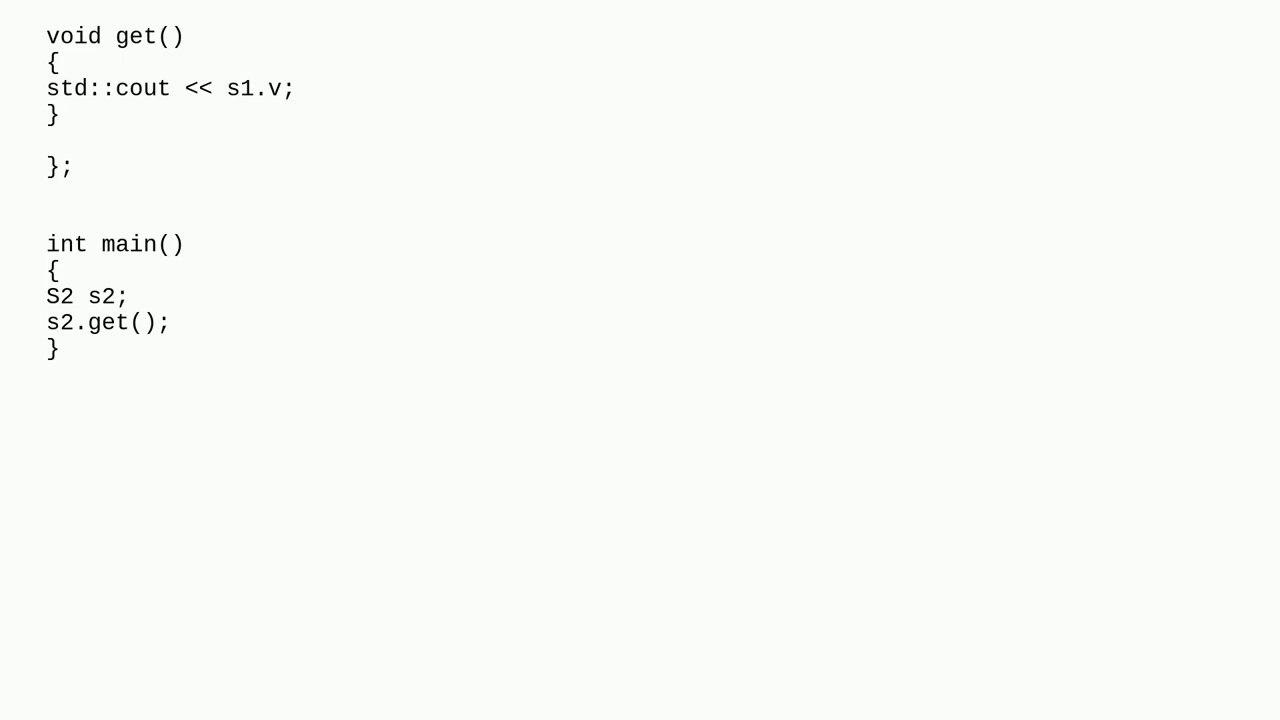 void get()
{
std::cout << s1.v;
}
};
int main()
{
S2 s2;
s2.get();
}